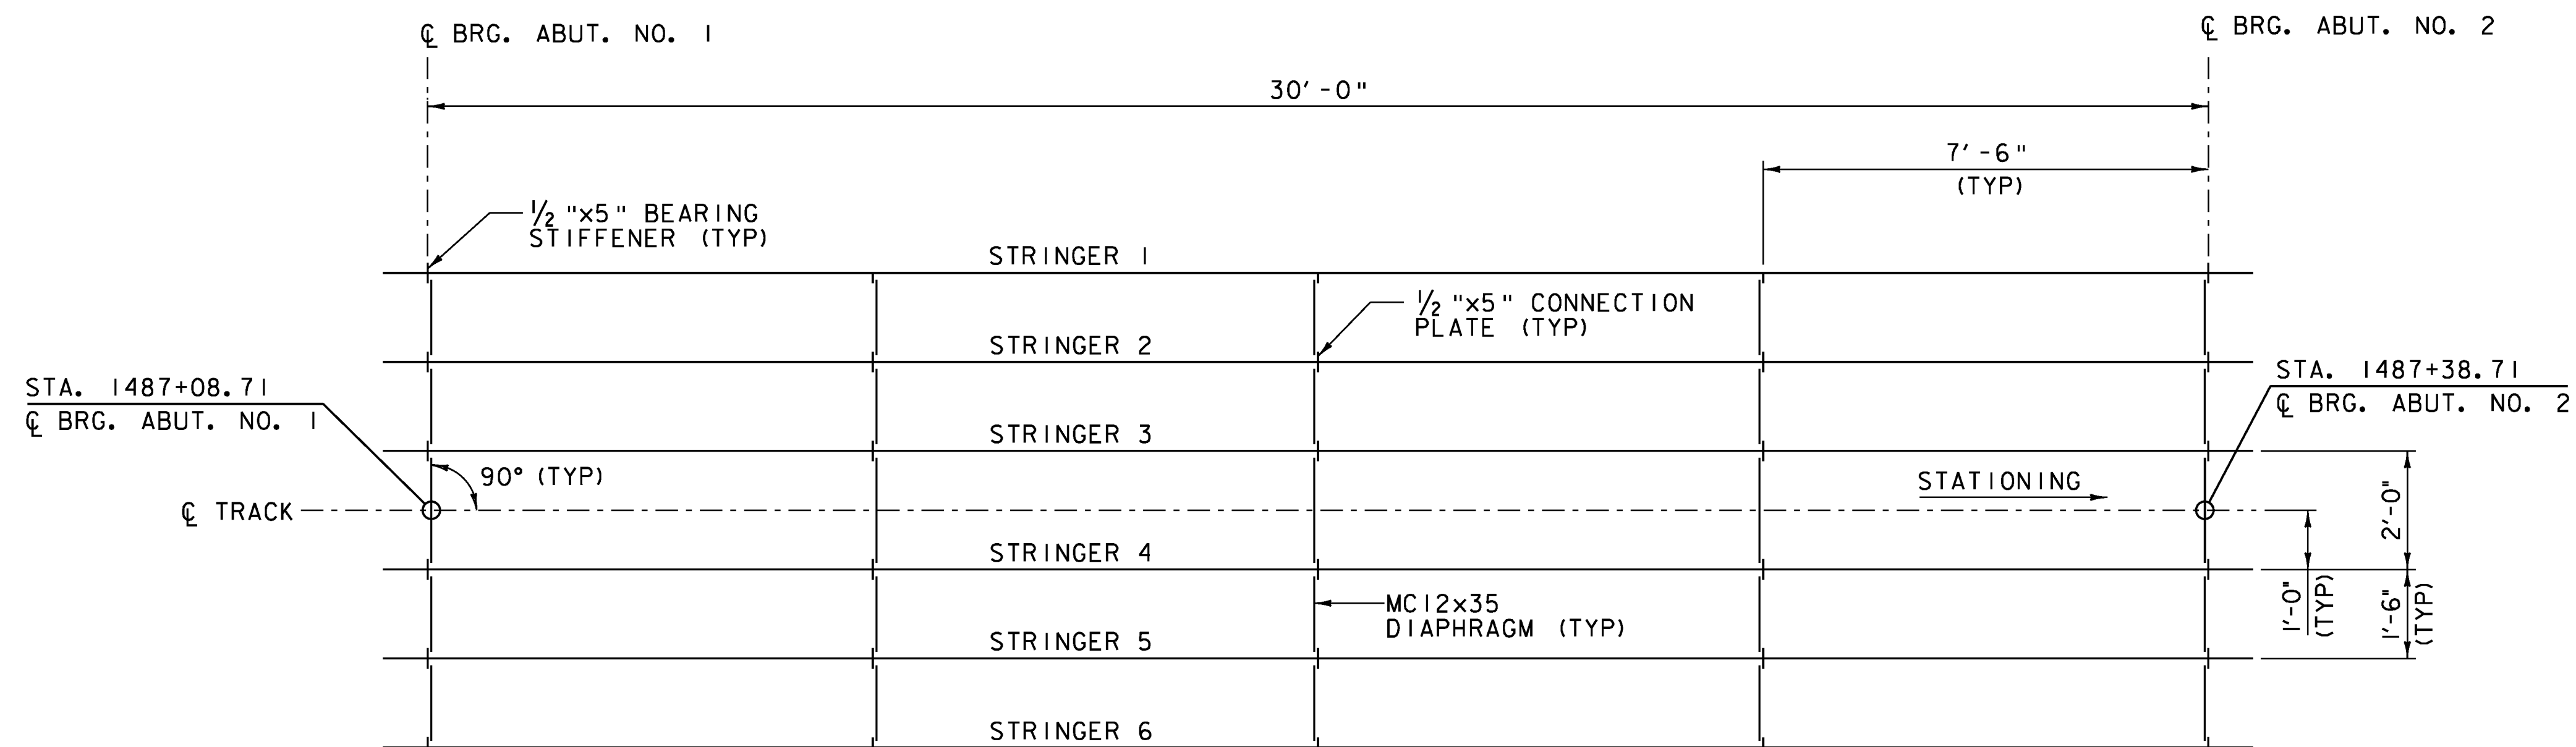 ℄ BRG. ABUT. NO. 1
℄ BRG. ABUT. NO. 2
30'-0"
7'-6"
(TYP)
½"x5" BEARING
STIFFENER (TYP)
STRINGER 1
½"x5" CONNECTION
PLATE (TYP)
STRINGER 2
STA. 1487+08.71
℄ BRG. ABUT. NO. 1
STA. 1487+38.71
℄ BRG. ABUT. NO. 2
STRINGER 3
90° (TYP)
STATIONING
℄ TRACK
2'-0"
STRINGER 4
1'-0"
(TYP)
1'-6"
(TYP)
MC12x35
DIAPHRAGM (TYP)
STRINGER 5
STRINGER 6